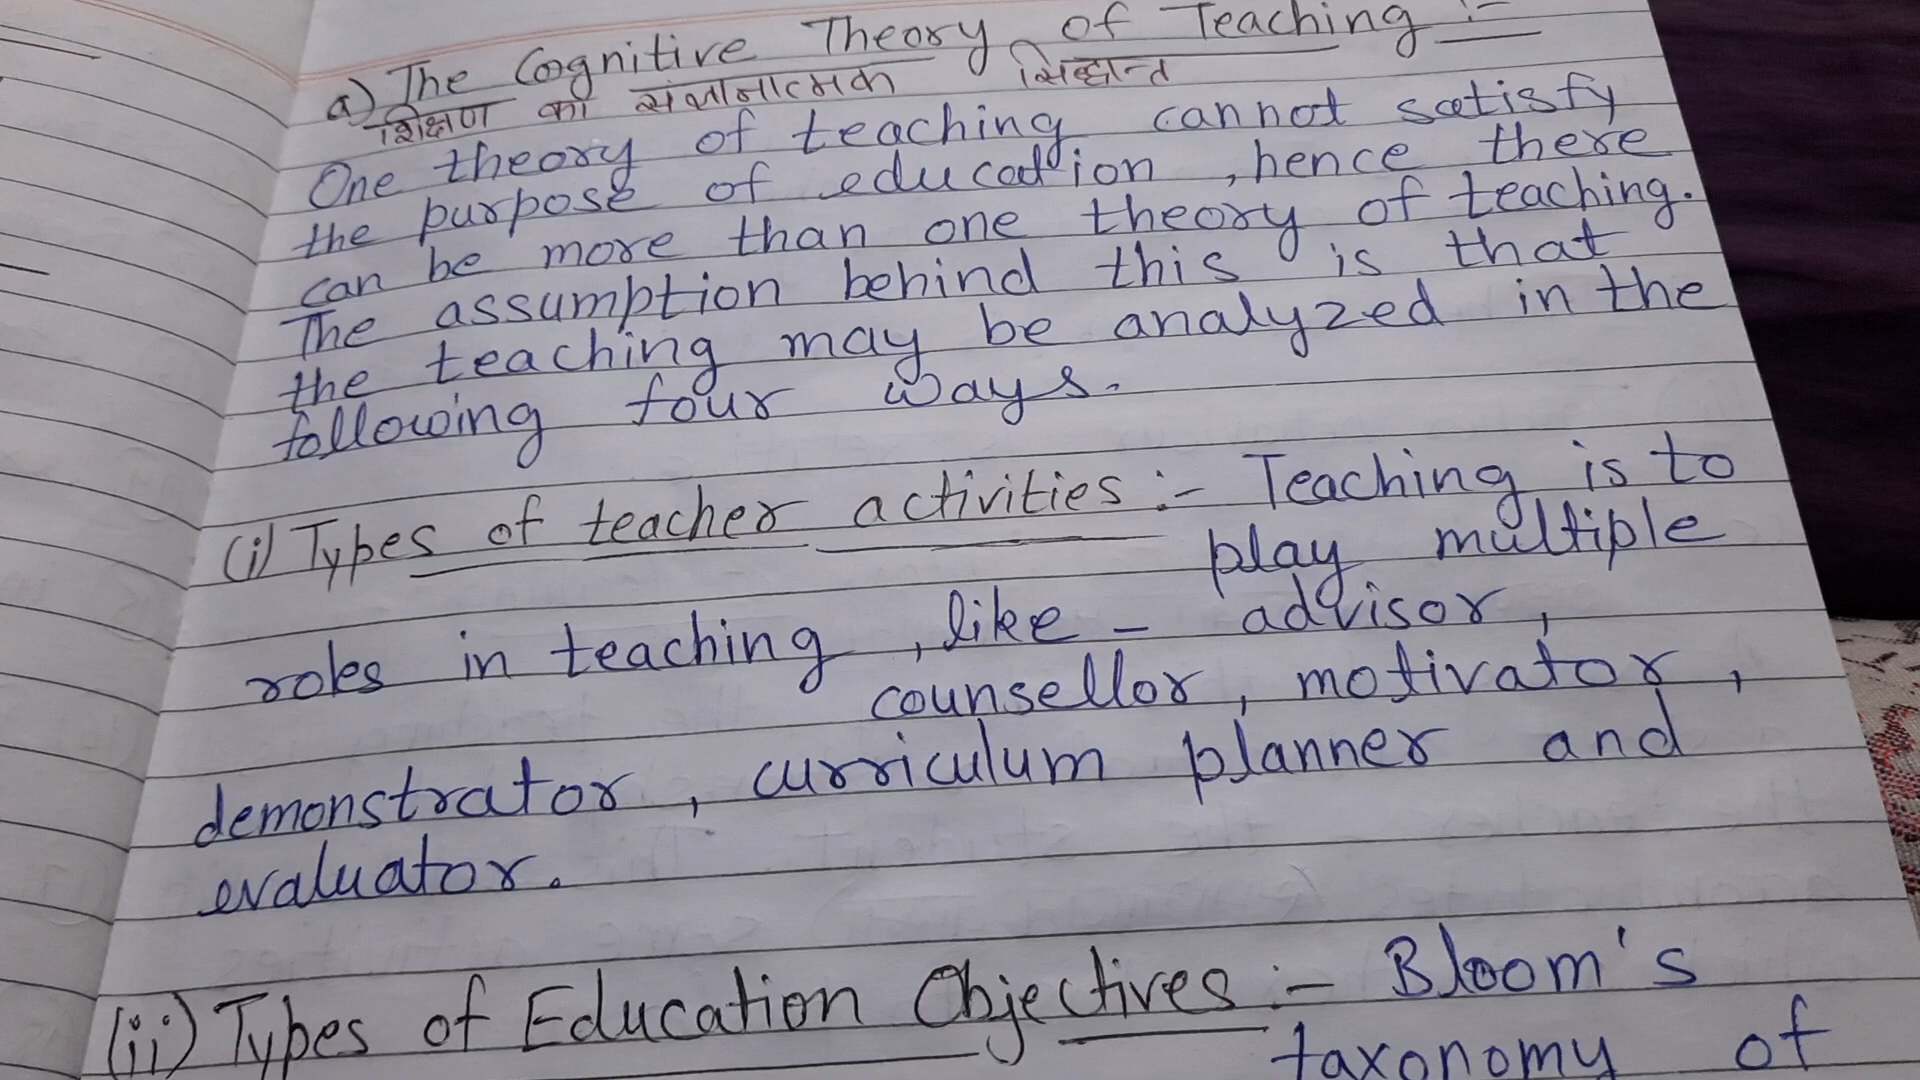 a) The Cognitive Theory of Teaching :-
शिक्षण का संज्ञानात्मक सिद्धान्त
One theory of teaching cannot satisfy
the purpose of education , hence there
can be more than one theory of teaching.
The assumption behind this is that
the teaching may be analyzed in the
following four ways.
(i) Types of teacher activities :- Teaching is to
play multiple
roles in teaching , like - advisor,
counsellor, motivator,
demonstrator, curriculum planner and
evaluator.
(ii) Types of Education Objectives :- Bloom's
taxonomy of